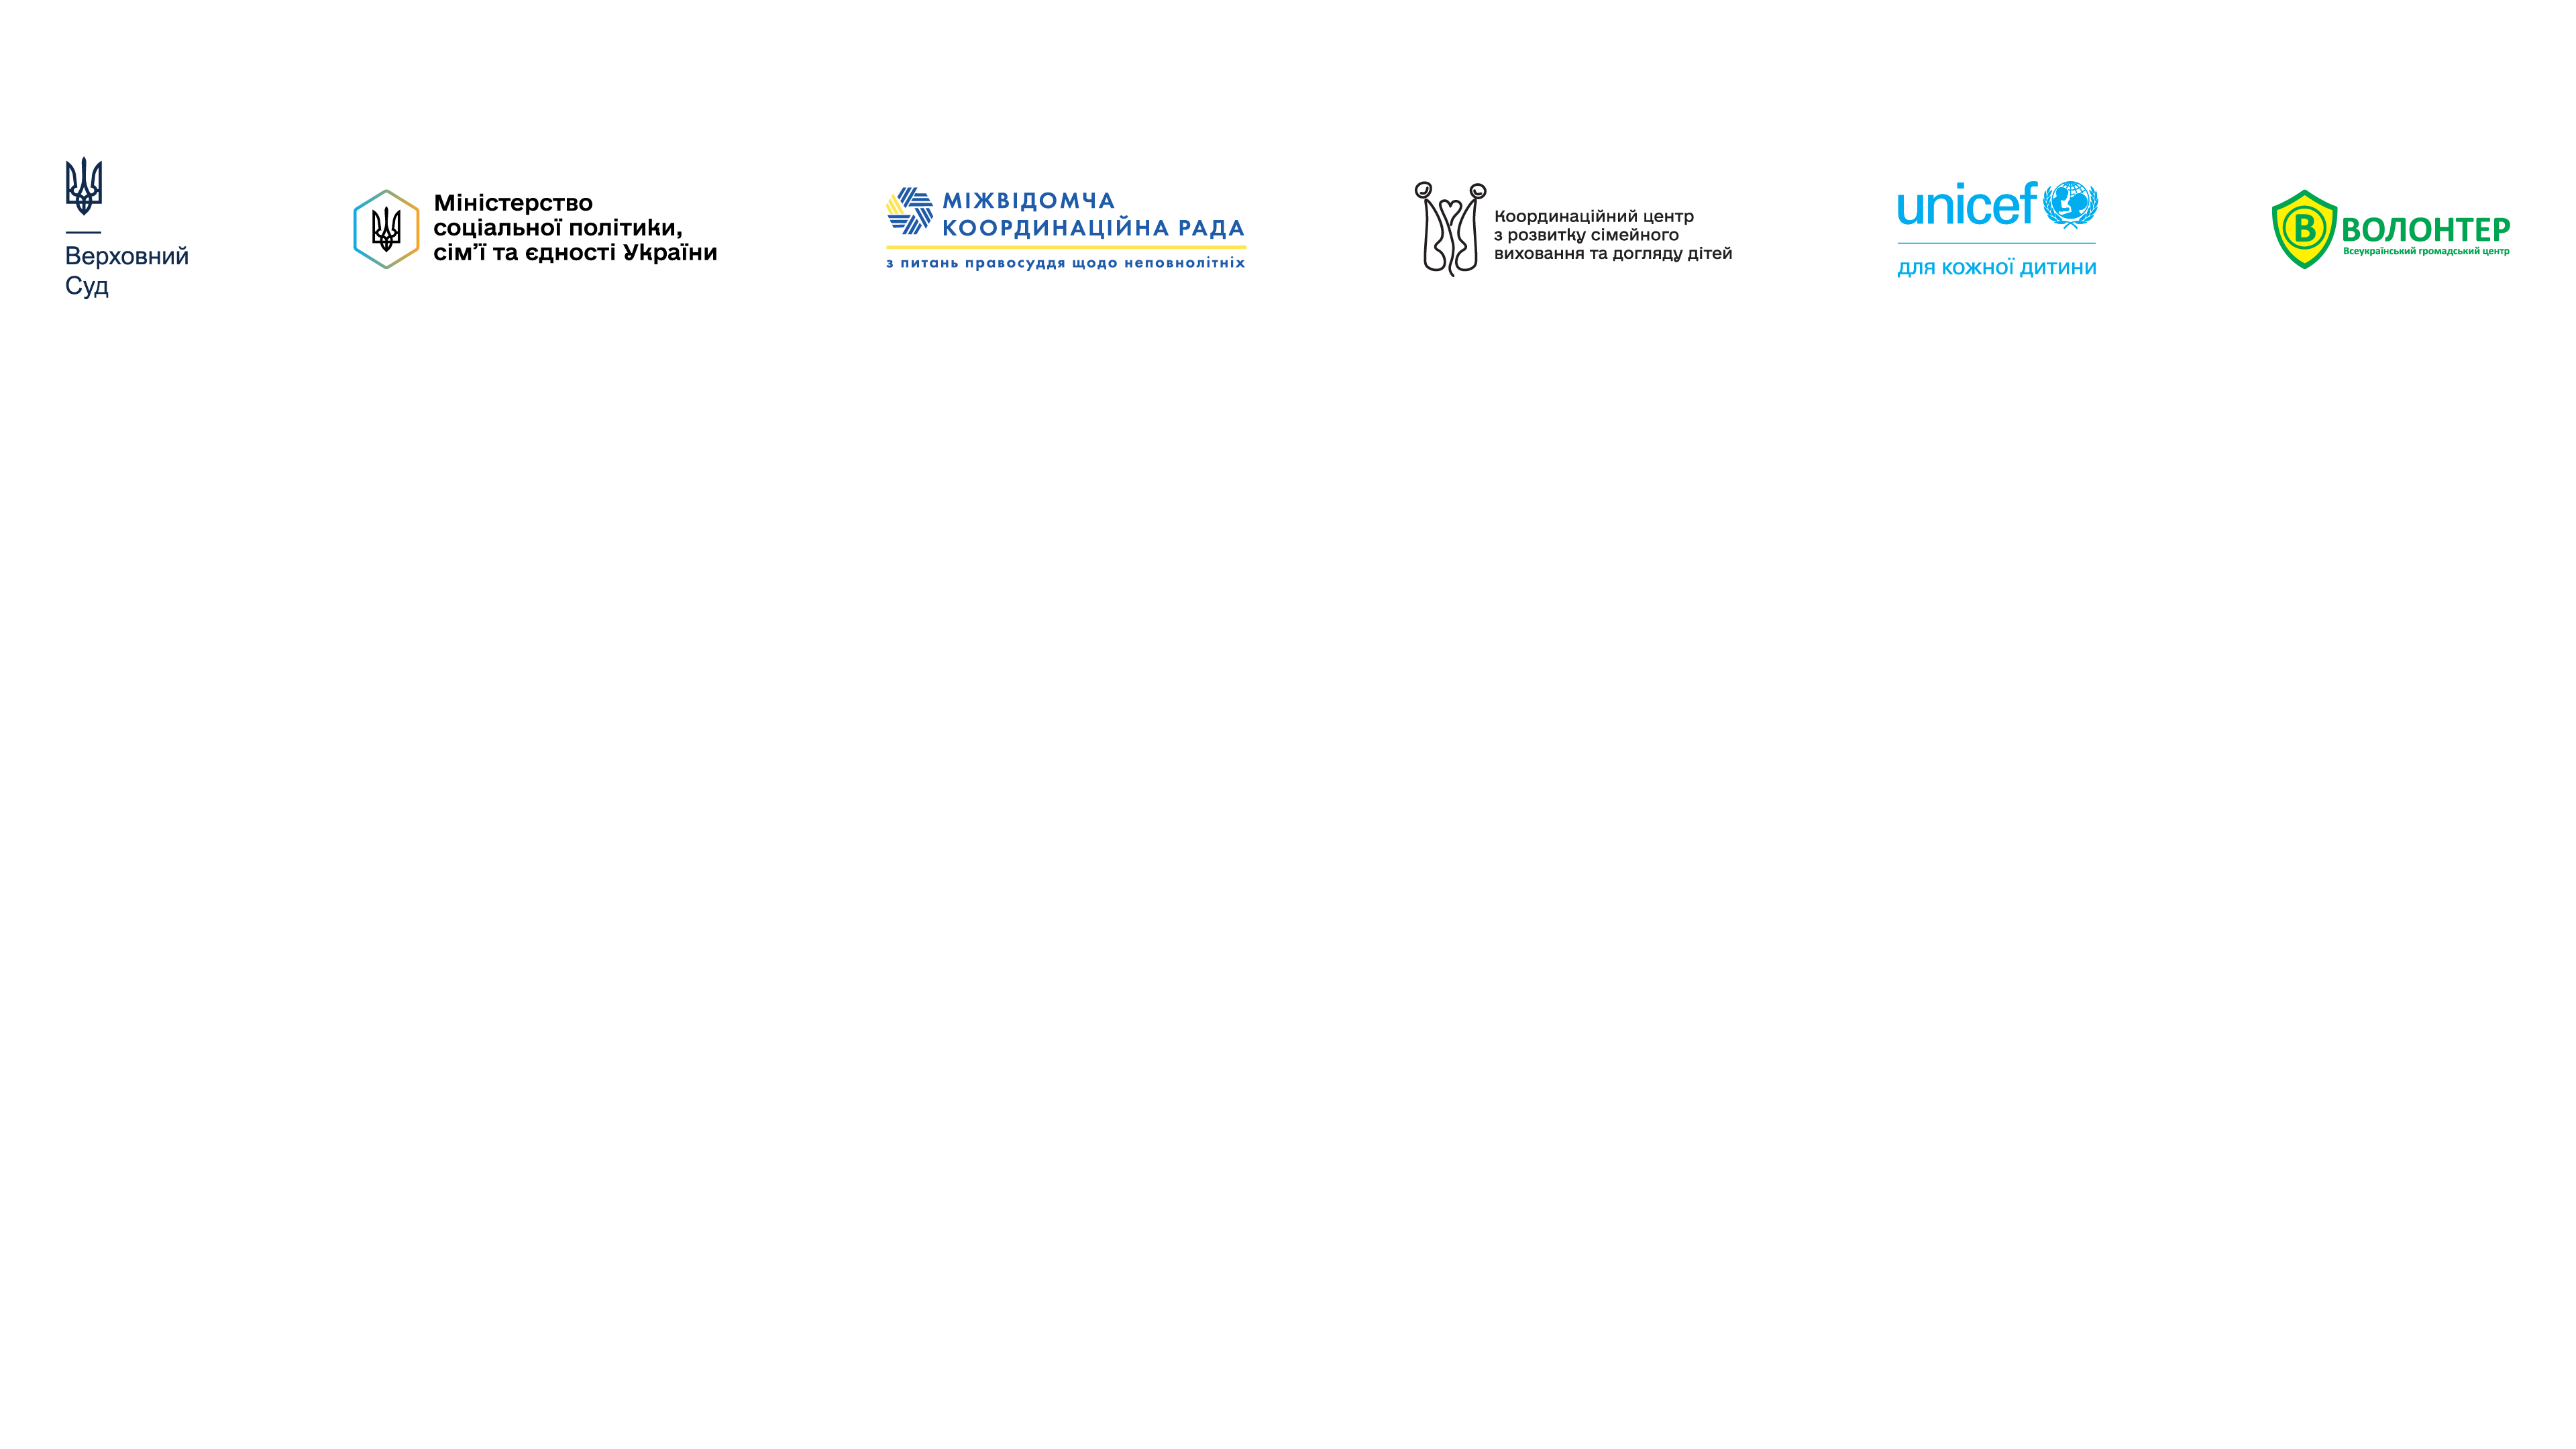 Верховний
Суд
Міністерство
соціальної політики,
сім'ї та єдності України
МІЖВІДОМЧА
КООРДИНАЦІЙНА РАДА
з питань правосуддя щодо неповнолітніх
Координаційний центр
з розвитку сімейного
виховання та догляду дітей
unicef
для кожної дитини
В ВОЛОНТЕР
Всеукраїнський громадський центр